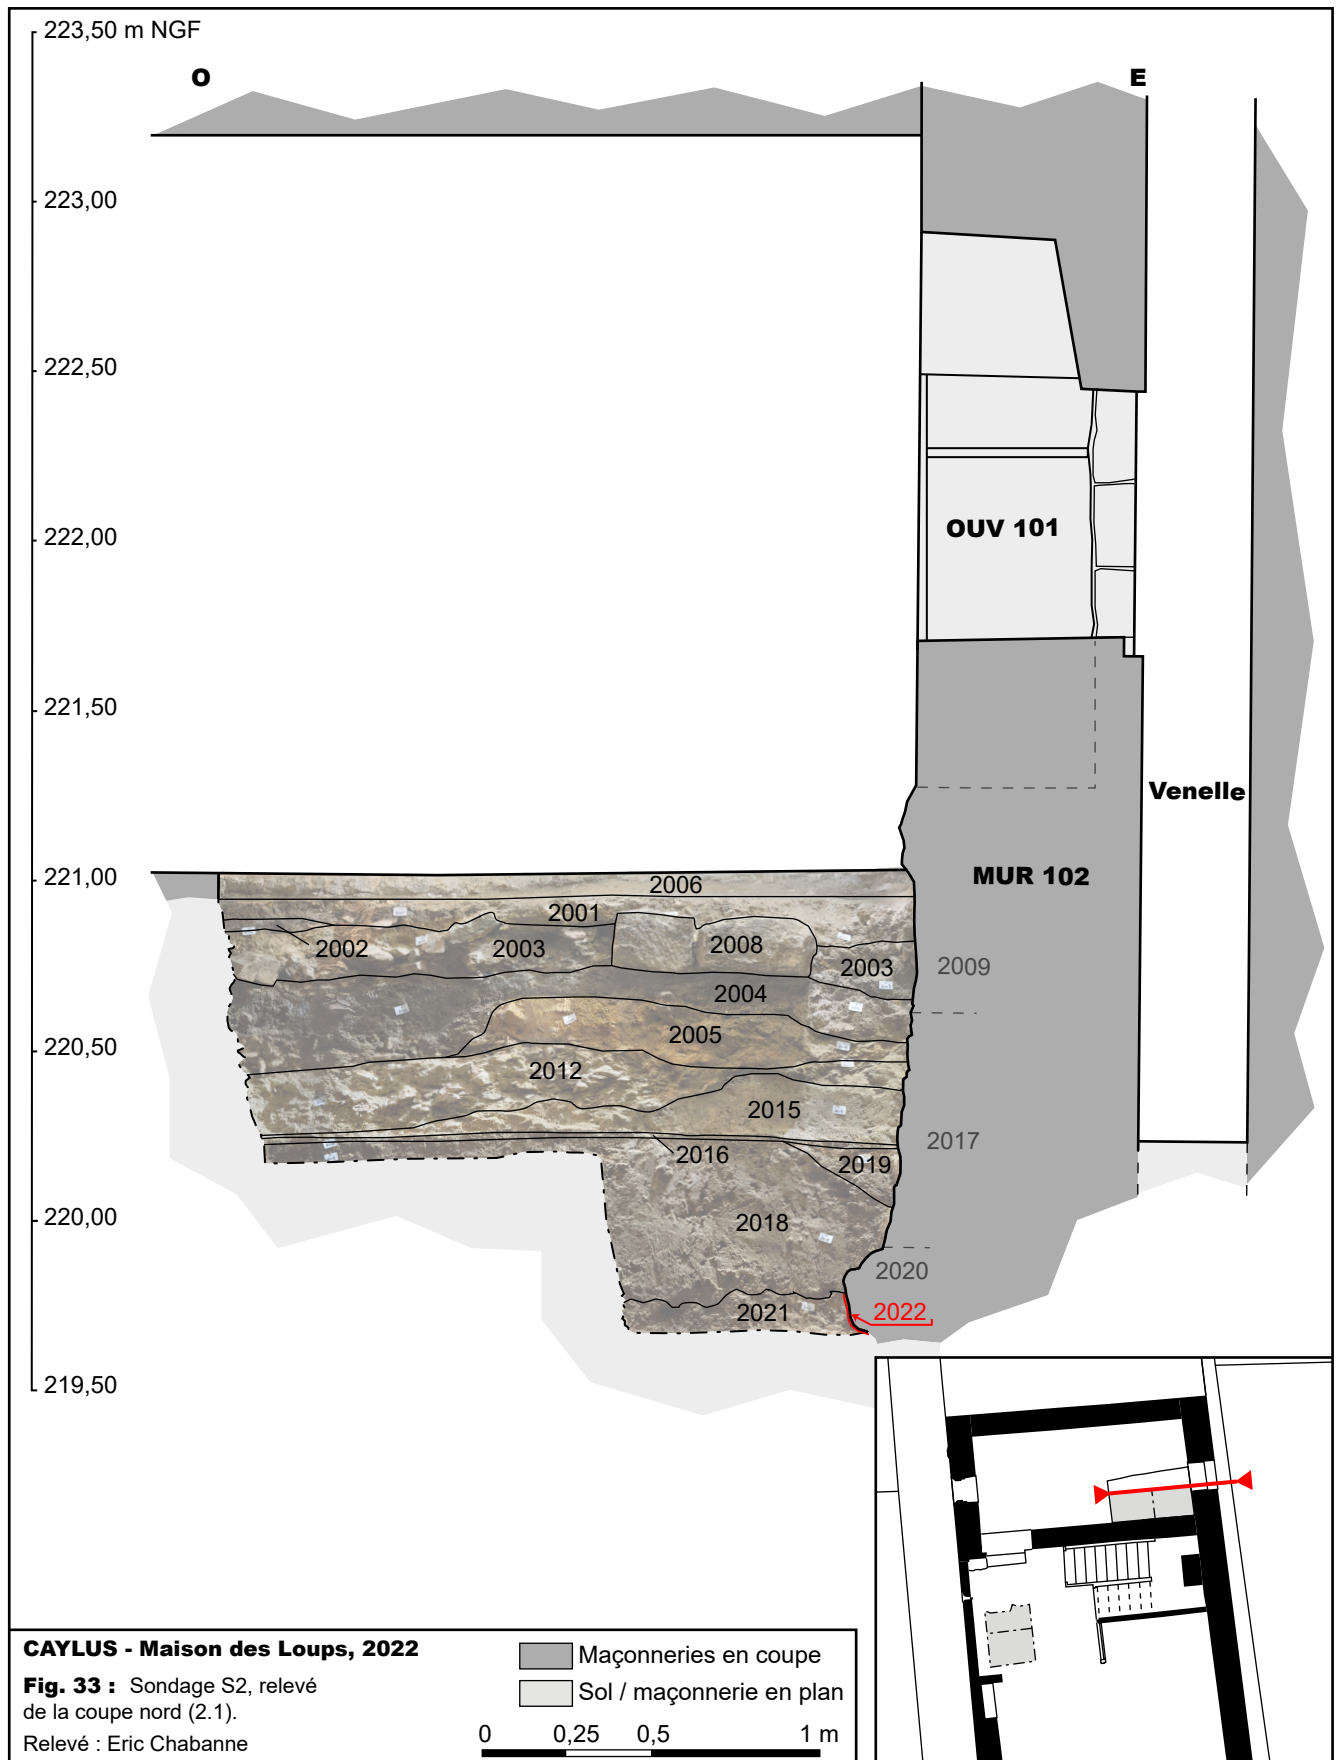 223,50 m NGF
O
E
223,00
222,50
OUV 101
222,00
221,50
Venelle
221,00
MUR 102
2006
2001
2002
2003
2008
2003
2009
2004
2005
220,50
2012
2015
2017
2016
2019
220,00
2018
2020
2021
2022
219,50
CAYLUS - Maison des Loups, 2022
Fig. 33 : Sondage S2, relevé
de la coupe nord (2.1).
Relevé : Eric Chabanne
Maçonneries en coupe
Sol / maçonnerie en plan
0 0,25 0,5 1 m